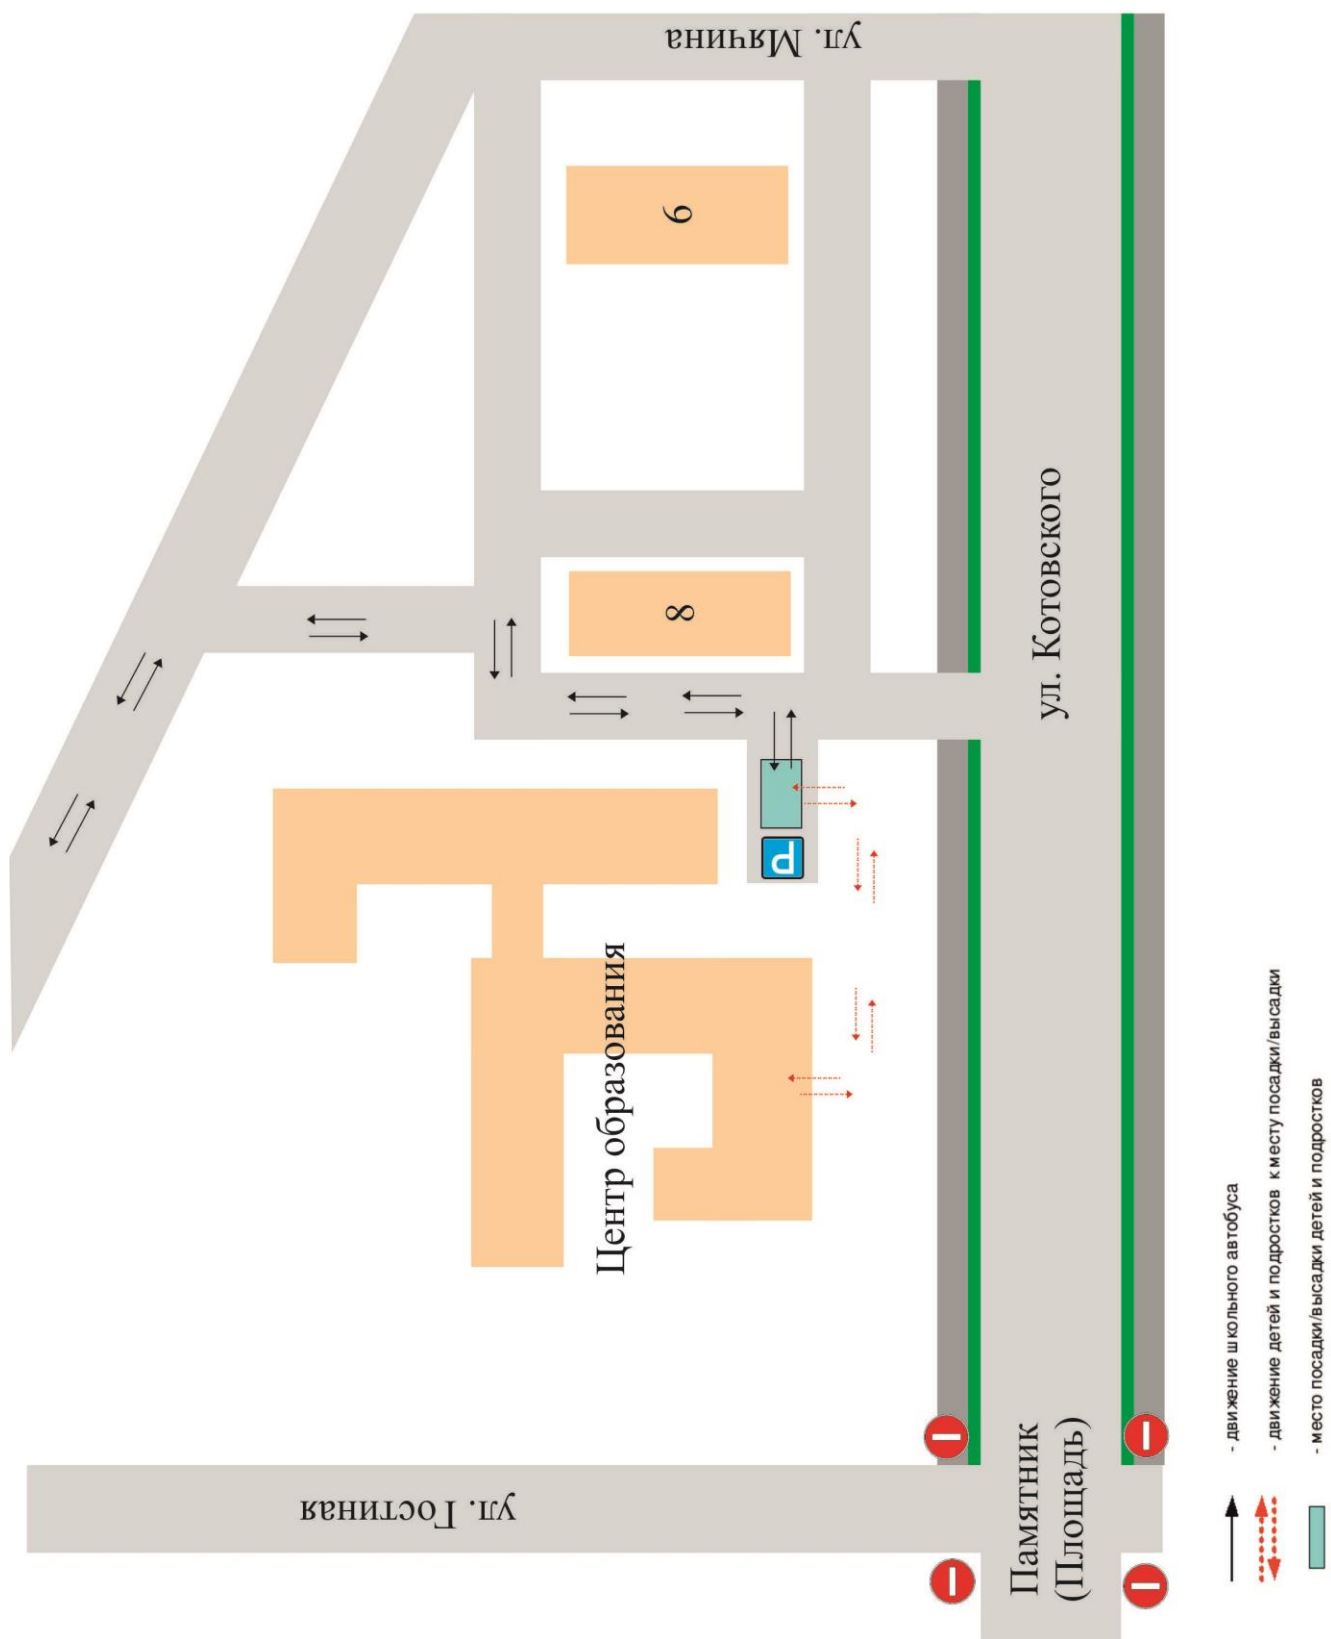 ул. Мячина
6
8
ул. Котовского
P
Центр образования
ул. Гостиная
Памятник
(Площадь)
- движение школьного автобуса
- движение детей и подростков к месту посадки/высадки
- место посадки/высадки детей и подростков